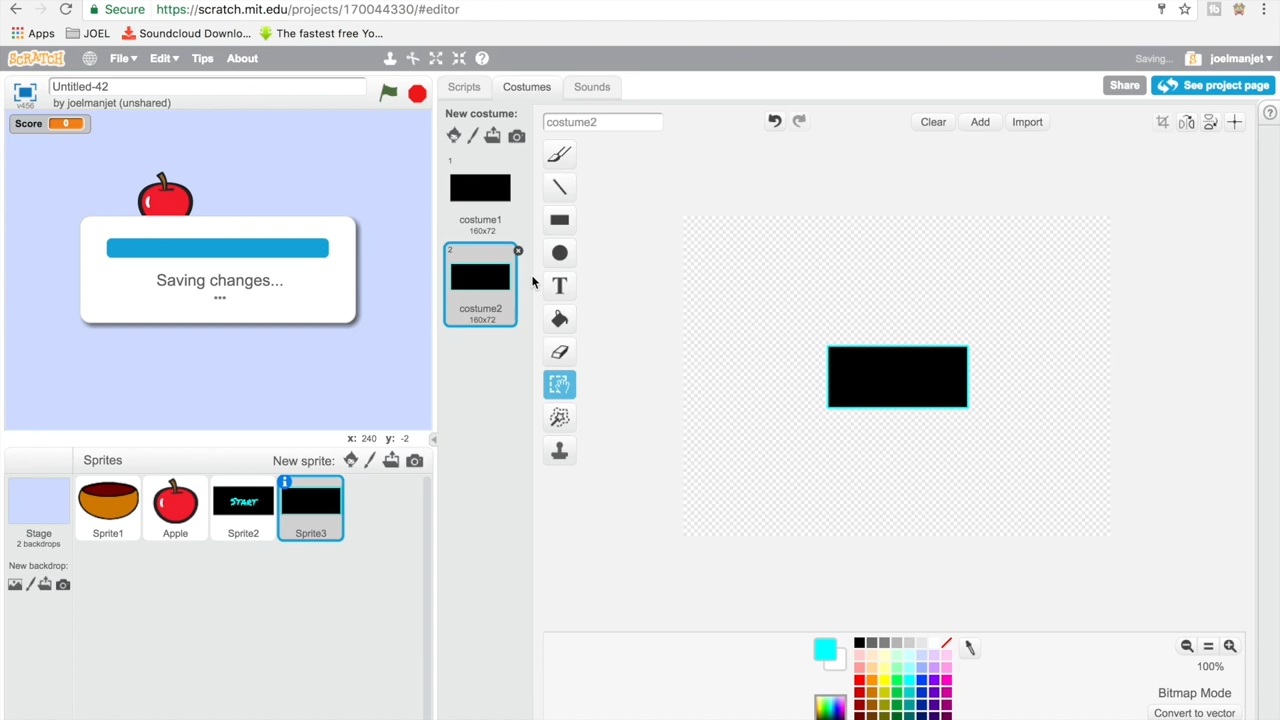 Secure https://scratch.mit.edu/projects/170044330/#editor
Apps JOEL Soundcloud Downlo... The fastest free Yo...
SCRATCH File Edit Tips About Saving... joelmanjet
Untitled-42
by joelmanjet (unshared)
v456
Scripts Costumes Sounds Share See project page
Score 0
New costume:
costume2
Clear Add Import
1
costume1
160x72
2
costume2
160x72
T
Saving changes...
x: 240 y: -2
Sprites New sprite:
START
Stage
2 backdrops
Sprite1 Apple Sprite2 Sprite3
New backdrop:
100%
Bitmap Mode
Convert to vector